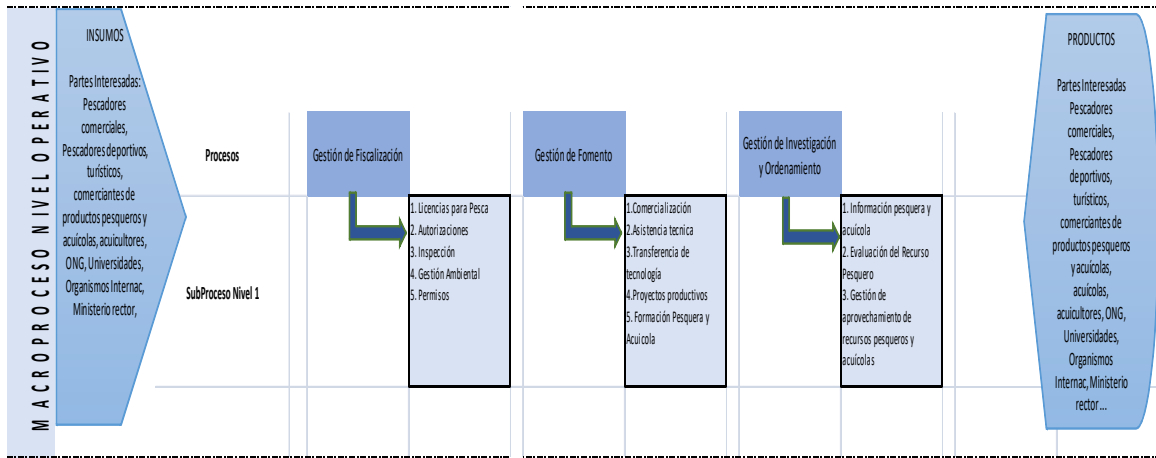 MACROPROCESO NIVEL OPERATIVO
INSUMOS
Partes Interesadas:
Pescadores
comerciales,
Pescadores deportivos,
turísticos,
comerciantes de
productos pesqueros y
acuícolas, acuicultores,
ONG, Universidades,
Organismos Internac,
Ministerio rector,
Procesos
SubProceso Nivel 1
Gestión de Fiscalización
1. Licencias para Pesca
2. Autorizaciones
3. Inspección
4. Gestión Ambiental
5. Permisos
Gestión de Fomento
1.Comercialización
2.Asistencia tecnica
3.Transferencia de
tecnología
4.Proyectos productivos
5. Formación Pesquera y
Acuicola
Gestión de Investigación
y Ordenamiento
1. Información pesquera y
acuícola
2. Evaluación del Recurso
Pesquero
3. Gestión de
aprovechamiento de
recursos pesqueros y
acuícolas
PRODUCTOS
Partes Interesadas
Pescadores
comerciales,
Pescadores
deportivos,
turísticos,
comerciantes de
productos pesqueros
y acuícolas,
acuícolas,
acuicultores, ONG,
Universidades,
Organismos
Internac, Ministerio
rector ...